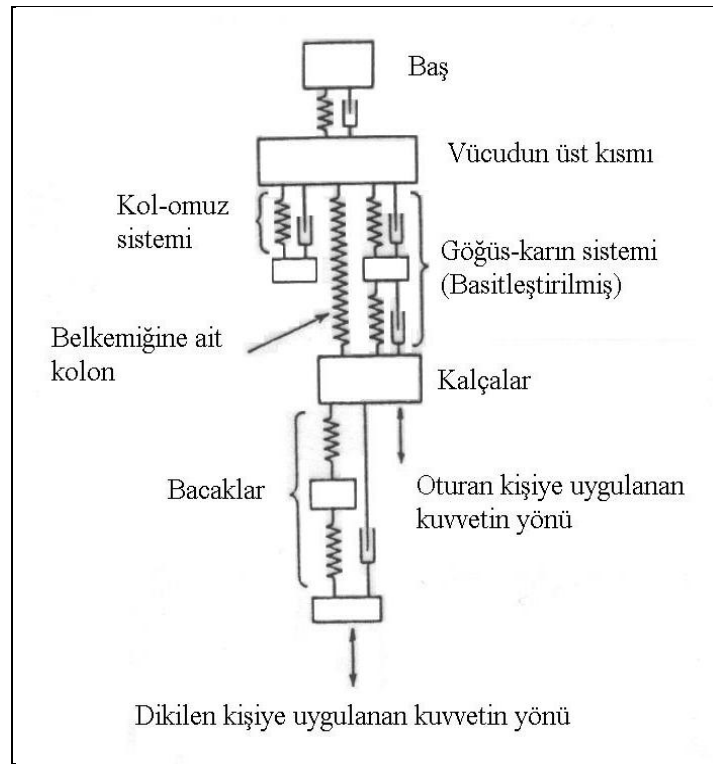 Baş
Vücudun üst kısmı
Kol-omuz
sistemi
Göğüs-karın sistemi
(Basitleştirilmiş)
Belkemiğine ait
kolon
Kalçalar
Bacaklar
Oturan kişiye uygulanan
kuvvetin yönü
Dikilen kişiye uygulanan kuvvetin yönü